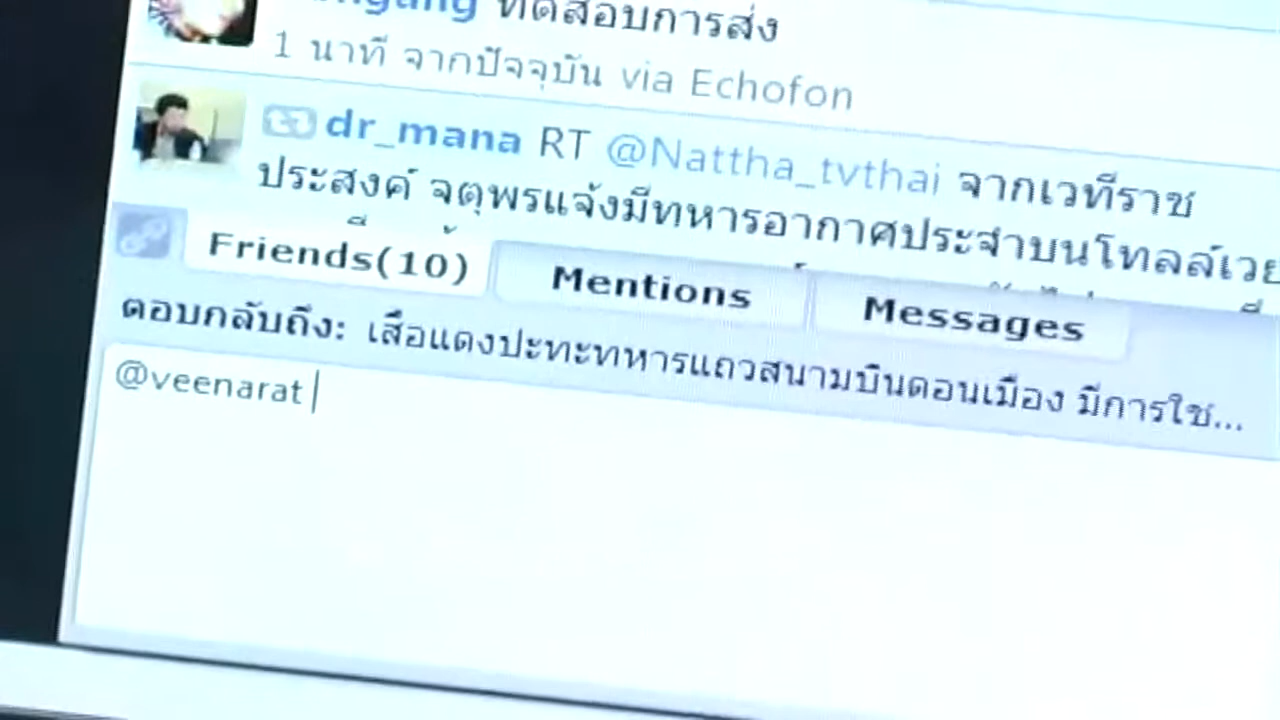 ทดสอบการส่ง
1 นาที จากปัจจุบัน via Echofon
dr_mana RT @Nattha_tvthai จากเวทีราช
ประสงค์ จตุพรแจ้งมีทหารอากาศประจำบนโทลล์เวย
Friends(10) Mentions Messages
ตอบกลับถึง: เสื้อแดงปะทะทหารแถวสนามบินดอนเมือง มีการใช...
@veenarat